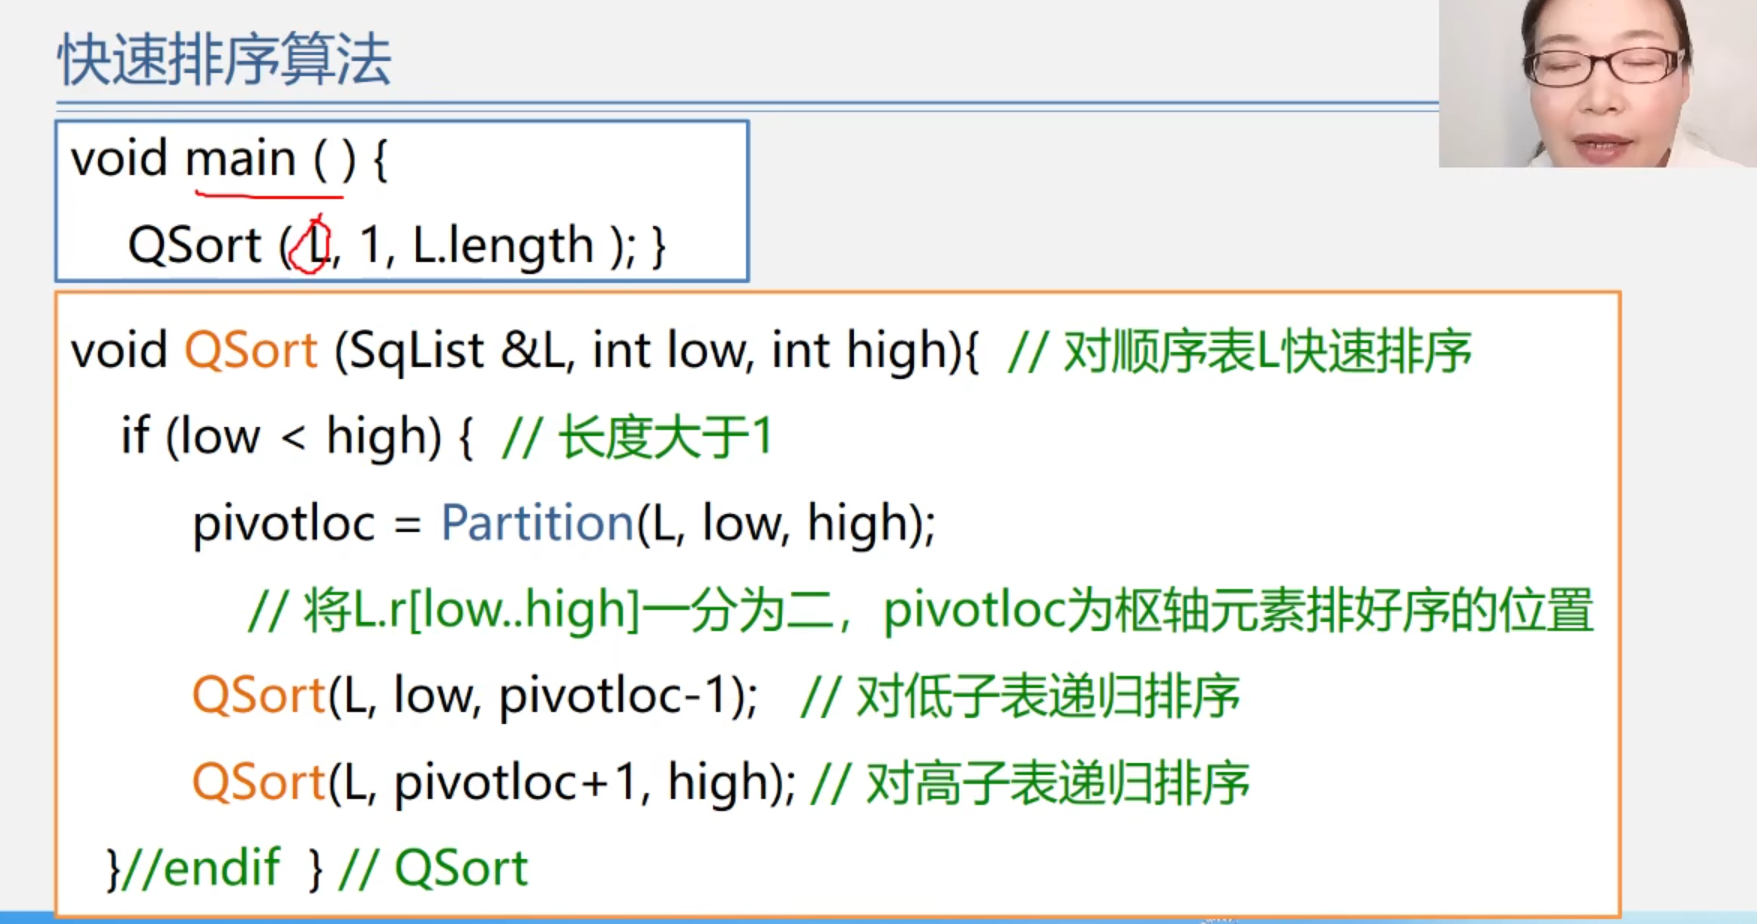 快速排序算法
void main ( ) {
QSort ( L, 1, L.length ); }
void QSort (SqList &L, int low, int high){ // 对顺序表L快速排序
if (low < high) { // 长度大于1
pivotloc = Partition(L, low, high);
// 将L.r[low..high]一分为二，pivotloc为枢轴元素排好序的位置
QSort(L, low, pivotloc-1); // 对低子表递归排序
QSort(L, pivotloc+1, high); // 对高子表递归排序
}//endif } // QSort